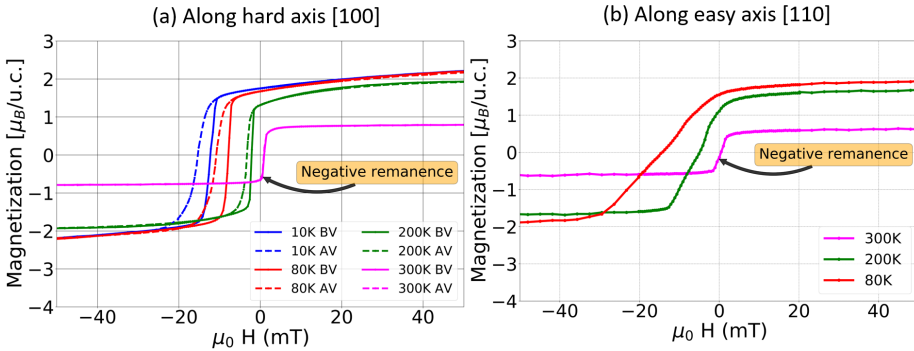 (a) Along hard axis [100]
Magnetization [μB/u.c.]
3
2
1
0
−1
−2
−3
−4
Negative remanence
10K BV
10K AV
80K BV
80K AV
200K BV
200K AV
300K BV
300K AV
−40
−20
0
20
40
μ0 H (mT)
(b) Along easy axis [110]
Magnetization [μB/u.c.]
3
2
1
0
−1
−2
−3
−4
Negative remanence
300K
200K
80K
−40
−20
0
20
40
μ0 H (mT)